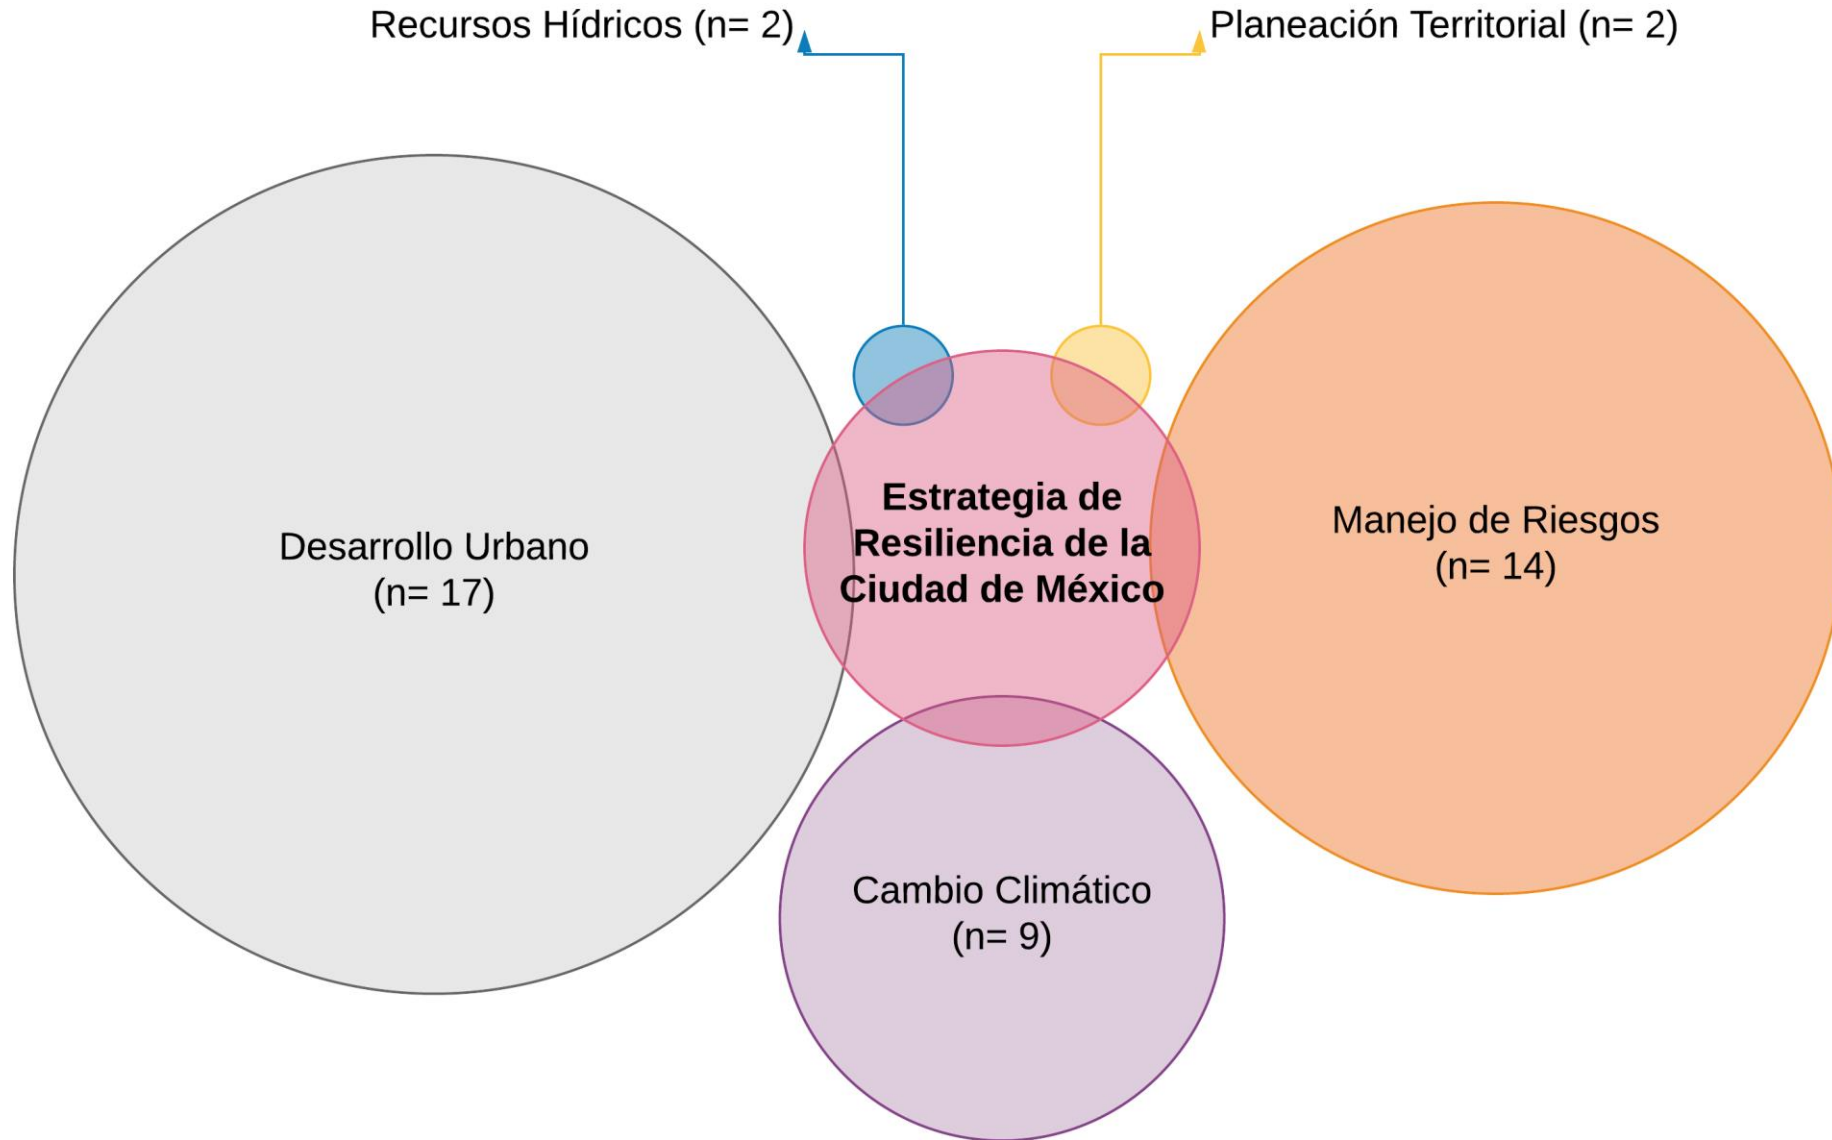 Recursos Hídricos (n= 2)
Planeación Territorial (n= 2)
Desarrollo Urbano
(n= 17)
Estrategia de
Resiliencia de la
Ciudad de México
Manejo de Riesgos
(n= 14)
Cambio Climático
(n= 9)